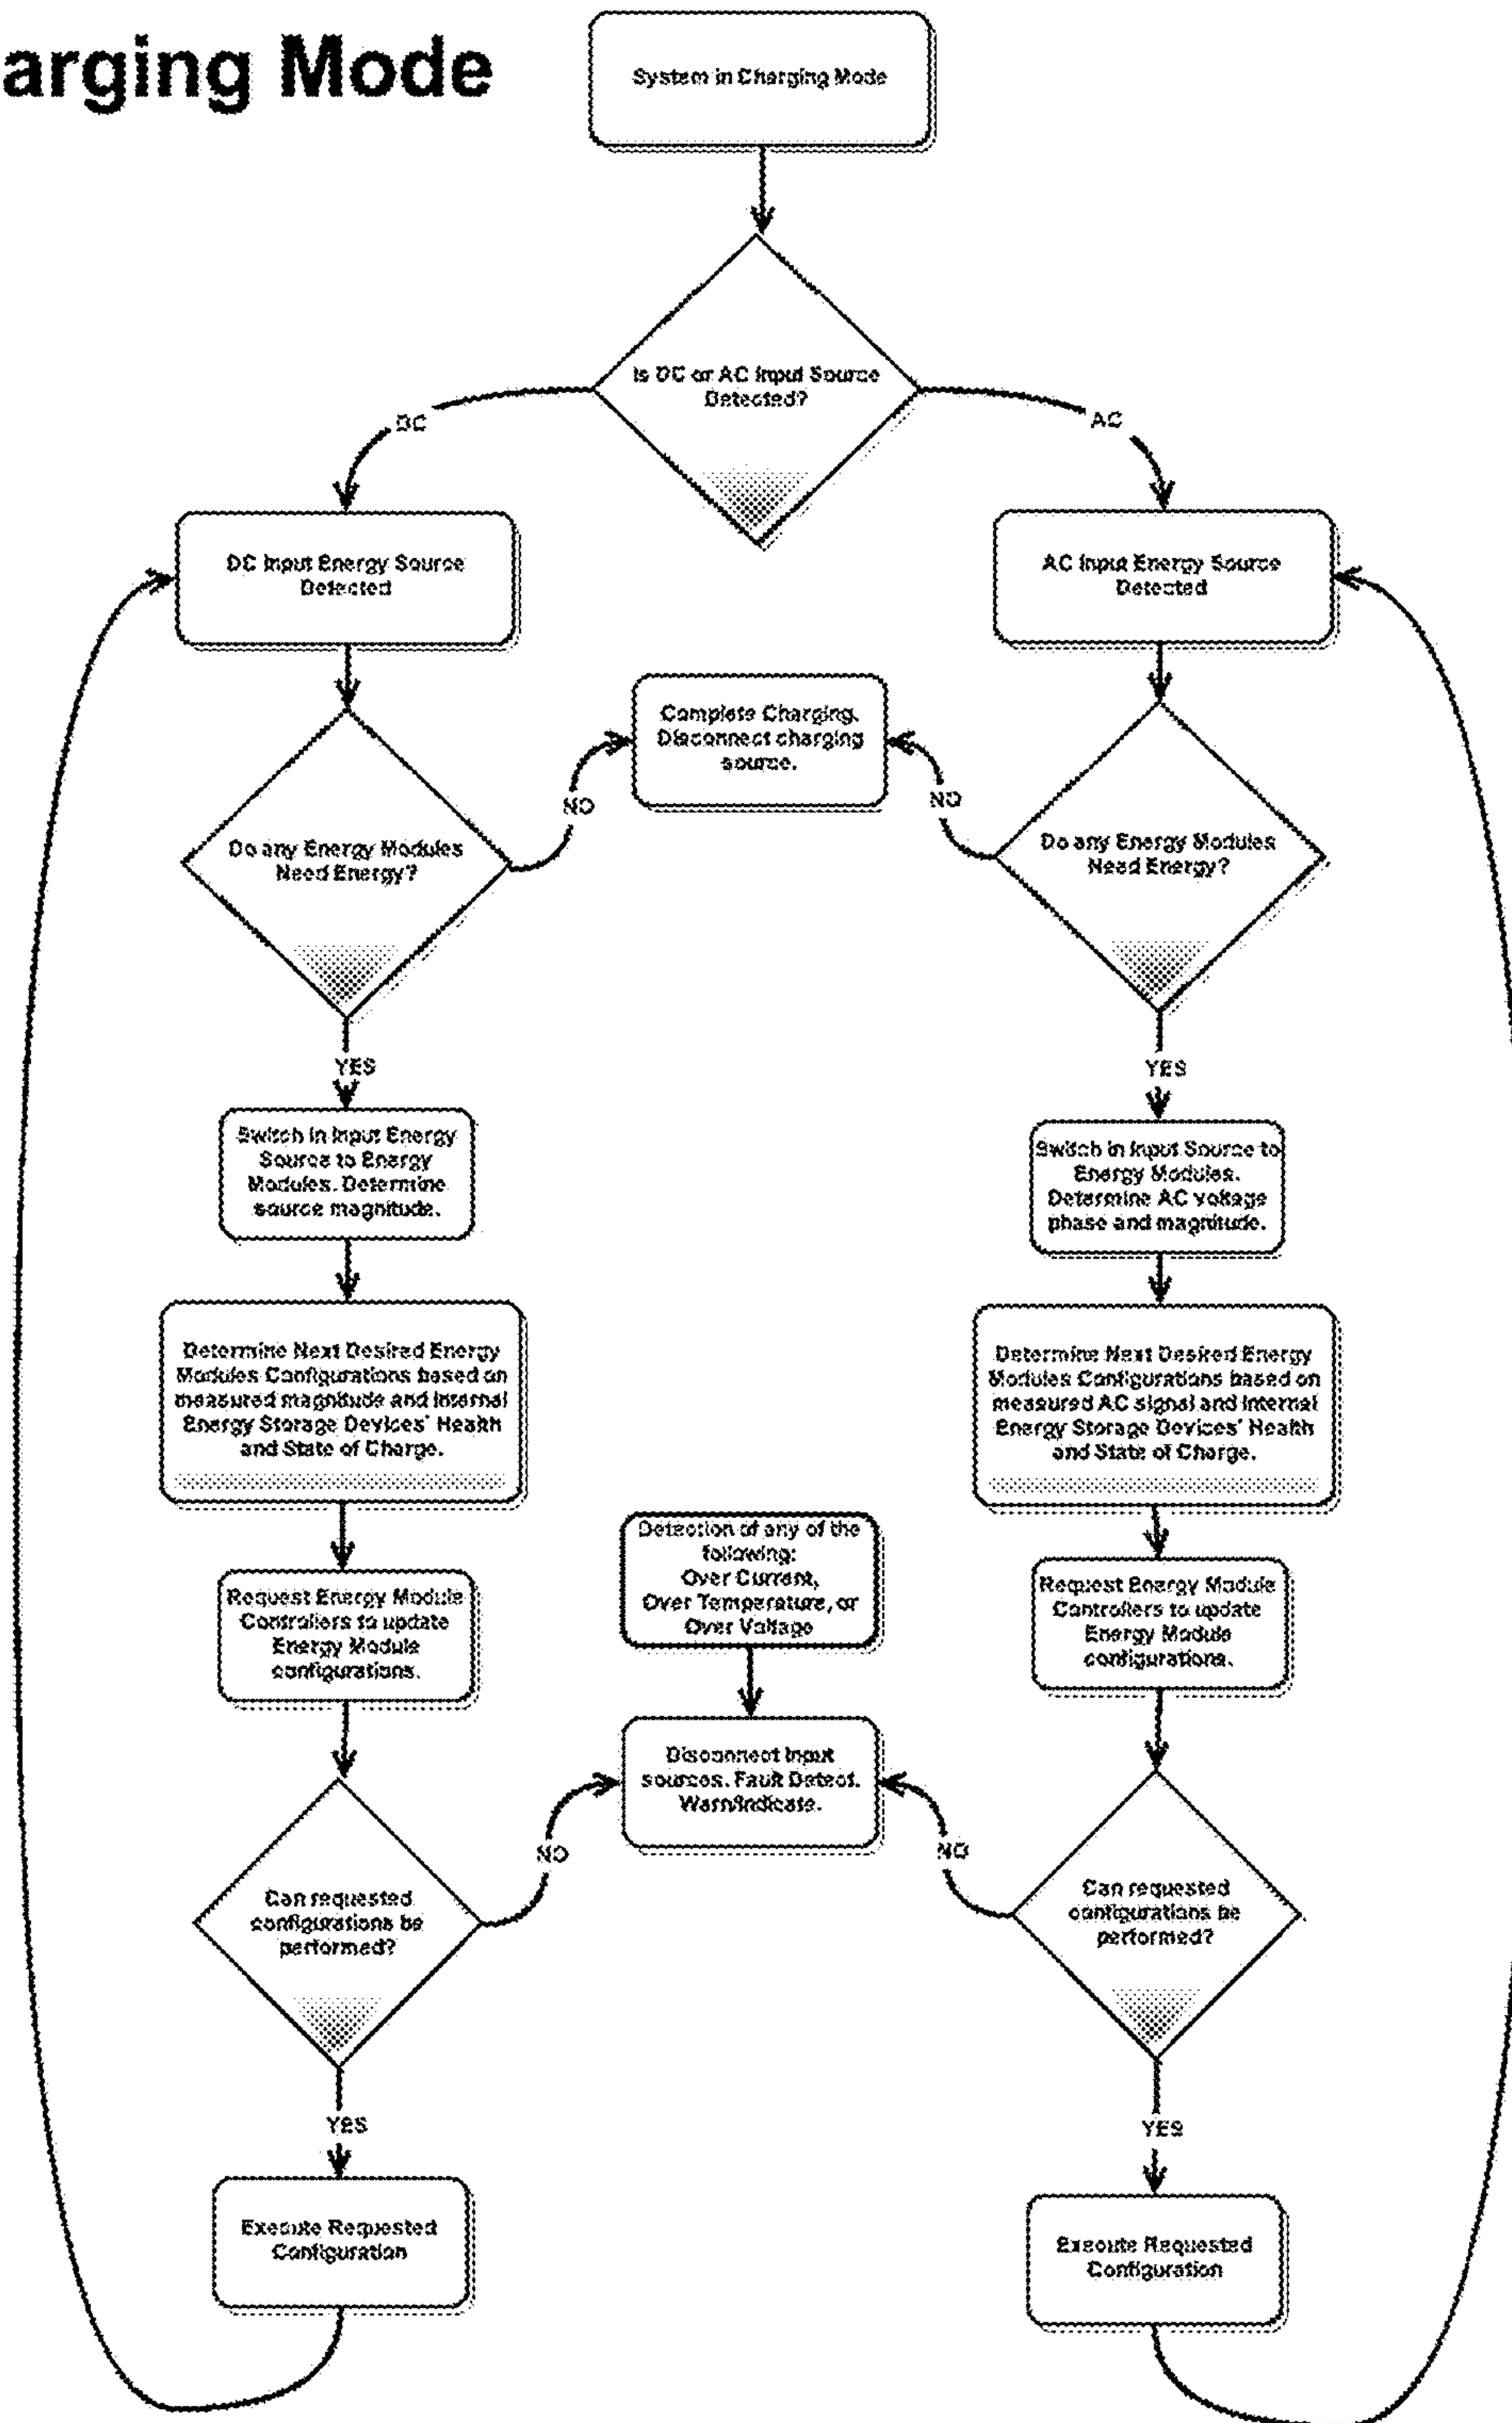 arging Mode
System in Charging Mode
Is DC or AC Input Source
Detected?
DC
AC
DC Input Energy Source
Detected
AC Input Energy Source
Detected
Complete Charging.
Disconnect charging
source.
NO
NO
Do any Energy Modules
Need Energy?
Do any Energy Modules
Need Energy?
YES
YES
Switch in Input Energy
Source to Energy
Modules. Determine
source magnitude.
Switch in Input Source to
Energy Modules.
Determine AC voltage
phase and magnitude.
Determine Next Desired Energy
Modules Configurations based on
measured magnitude and internal
Energy Storage Devices' Health
and State of Charge.
Determine Next Desired Energy
Modules Configurations based on
measured AC signal and internal
Energy Storage Devices' Health
and State of Charge.
Detection of any of the
following:
Over Current,
Over Temperature, or
Over Voltage
Request Energy Module
Controllers to update
Energy Module
configurations.
Request Energy Module
Controllers to update
Energy Module
configurations.
Disconnect Input
sources. Fault Detect.
Warn/Indicate.
NO
NO
Can requested
configurations be
performed?
Can requested
configurations be
performed?
YES
YES
Execute Requested
Configuration
Execute Requested
Configuration